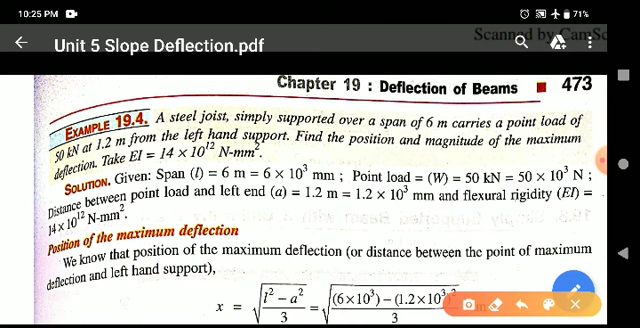 10:25 PM
71%
Scanned by CamSc
Unit 5 Slope Deflection.pdf
Chapter 19 : Deflection of Beams ■ 473
EXAMPLE 19.4. A steel joist, simply supported over a span of 6 m carries a point load of
50 kN at 1.2 m from the left hand support. Find the position and magnitude of the maximum
deflection. Take EI = 14 × 10¹² N-mm².
SOLUTION. Given: Span (l) = 6 m = 6 × 10³ mm ; Point load = (W) = 50 kN = 50 × 10³ N ;
Distance between point load and left end (a) = 1.2 m = 1.2 × 10³ mm and flexural rigidity (EI) =
14 × 10¹² N-mm².
Position of the maximum deflection
We know that position of the maximum deflection (or distance between the point of maximum
deflection and left hand support),
x = √((l² – a²)/3) = √((6×10³) – (1.2×10³)²/3)